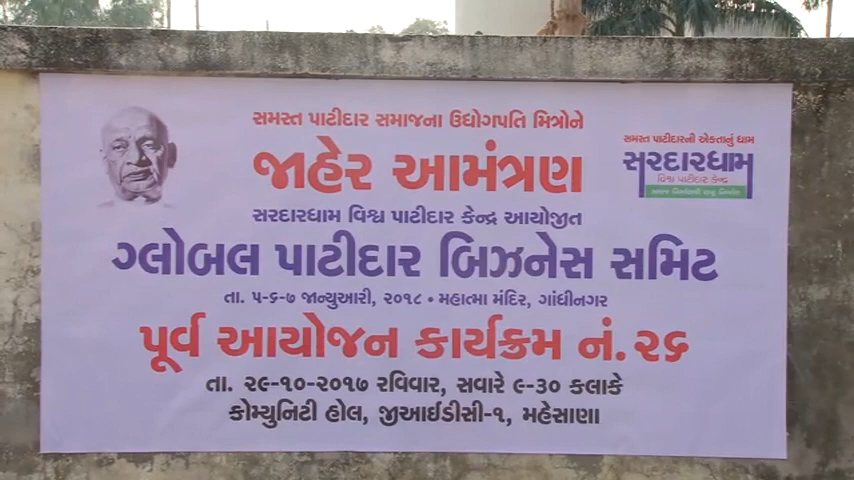 સમસ્ત પાટીદાર સમાજના ઉદ્યોગપતિ મિત્રોને
જાહેર આમંત્રણ
સમસ્ત પાટીદારની એકતાનું ધામ
સરદારધામ
વિશ્વ પાટીદાર કેન્દ્ર
સરદારધામ વિશ્વ પાટીદાર કેન્દ્ર આયોજીત
ગ્લોબલ પાટીદાર બિઝનેસ સમિટ
તા. ૫-૬-૭ જાન્યુઆરી, ૨૦૧૮ • મહાત્મા મંદિર, ગાંધીનગર
પૂર્વ આયોજન કાર્યક્રમ નં. ૨૬
તા. ૨૯-૧૦-૨૦૧૭ રવિવાર, સવારે ૯-૩૦ કલાકે
કોમ્યુનિટી હોલ, જીઆઈડીસી-૧, મહેસાણા